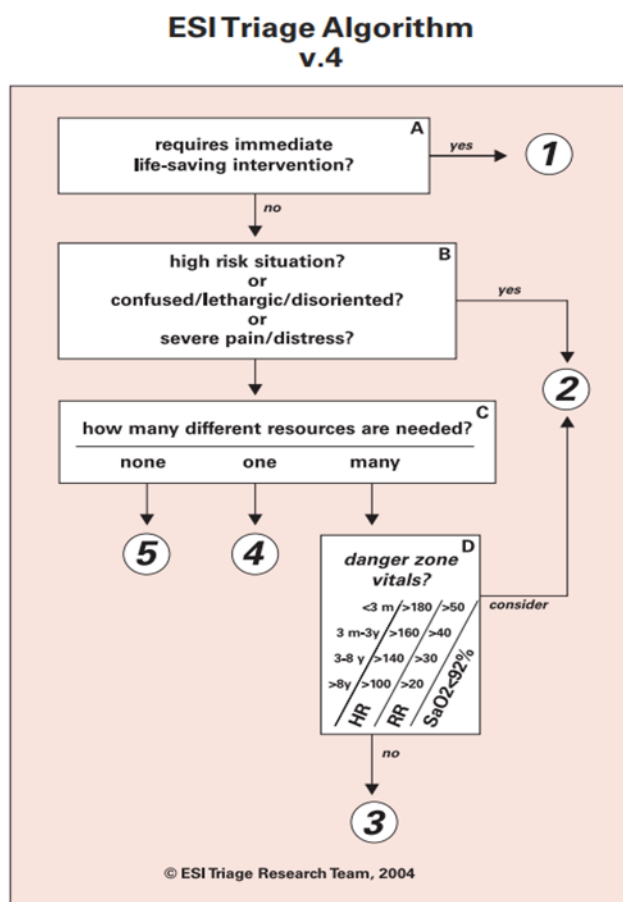 ESI Triage Algorithm
v.4
A
requires immediate
life-saving intervention?
yes
1
no
B
high risk situation?
or
confused/lethargic/disoriented?
or
severe pain/distress?
yes
2
C
how many different resources are needed?
none one many
5 4
D
danger zone
vitals?
<3 m >180 >50
3 m-3y >160 >40
3-8 y >140 >30
>8y >100 >20
HR RR SaO2<92%
consider
no
3
© ESI Triage Research Team, 2004